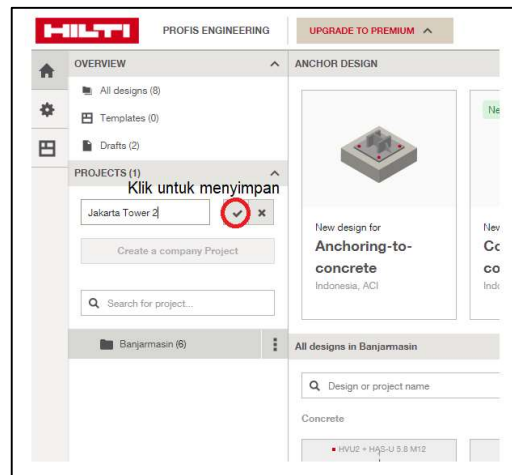 HILTI PROFIS ENGINEERING UPGRADE TO PREMIUM
OVERVIEW
All designs (8)
Templates (0)
Drafts (2)
PROJECTS (1)
Klik untuk menyimpan
Jakarta Tower 2
Create a company Project
Search for project...
Banjarmasin (6)
ANCHOR DESIGN
New design for
Anchoring-to-
concrete
Indonesia, ACI
Ne
New
Co
co
Indo
All designs in Banjarmasin
Design or project name
Concrete
HVU2 + HAS-U 5.8 M12